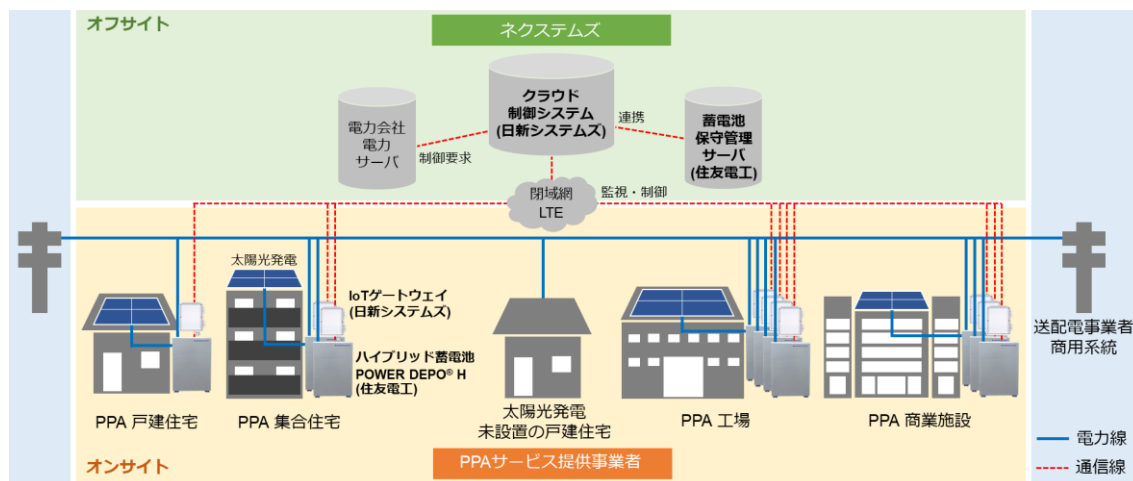 オフサイト
ネクステムズ
クラウド
制御システム
(日新システムズ)
電力会社
電力
サーバ
制御要求
連携
蓄電池
保守管理
サーバ
(住友電工)
閉域網
LTE
監視・制御
太陽光発電
IoTゲートウェイ
(日新システムズ)
ハイブリッド蓄電池
POWER DEPO® H
(住友電工)
送配電事業者
商用系統
PPA 戸建住宅
PPA 集合住宅
太陽光発電
未設置の戸建住宅
PPA 工場
PPA 商業施設
電力線
通信線
オンサイト
PPAサービス提供事業者